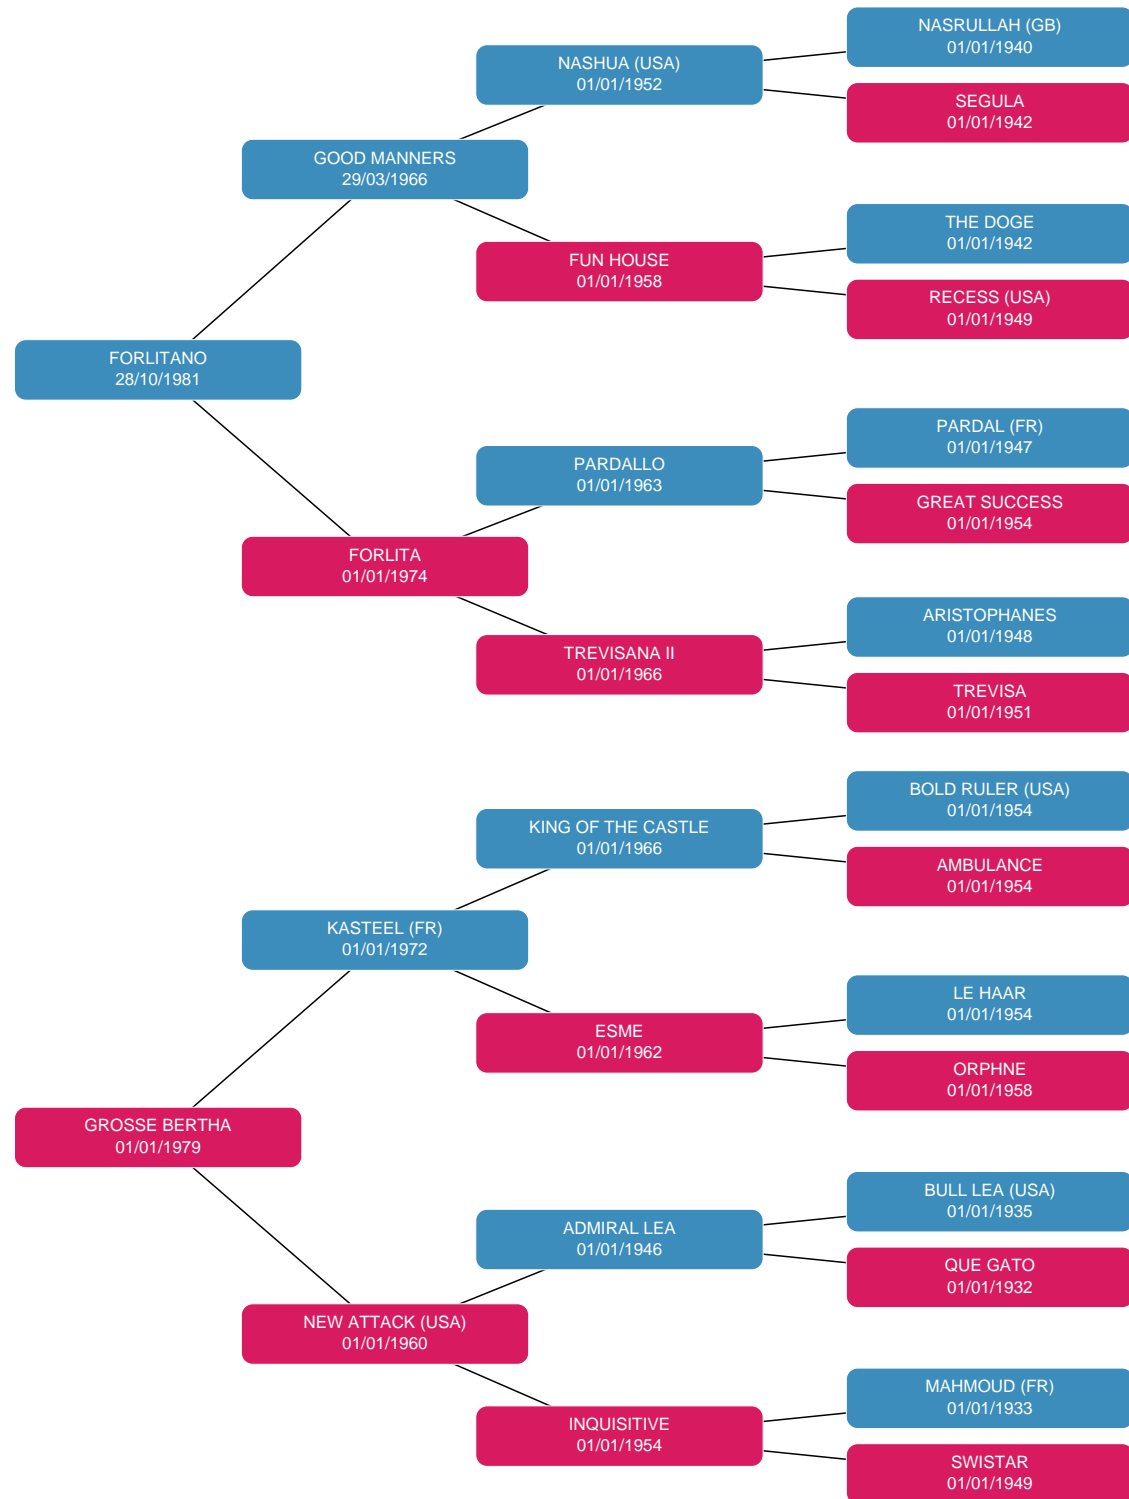 NASRULLAH (GB)
01/01/1940
NASHUA (USA)
01/01/1952
SEGULA
01/01/1942
GOOD MANNERS
29/03/1966
THE DOGE
01/01/1942
FUN HOUSE
01/01/1958
RECESS (USA)
01/01/1949
FORLITANO
28/10/1981
PARDAL (FR)
01/01/1947
PARDALLO
01/01/1963
GREAT SUCCESS
01/01/1954
FORLITA
01/01/1974
ARISTOPHANES
01/01/1948
TREVISANA II
01/01/1966
TREVISA
01/01/1951
BOLD RULER (USA)
01/01/1954
KING OF THE CASTLE
01/01/1966
AMBULANCE
01/01/1954
KASTEEL (FR)
01/01/1972
LE HAAR
01/01/1954
ESME
01/01/1962
ORPHNE
01/01/1958
GROSSE BERTHA
01/01/1979
BULL LEA (USA)
01/01/1935
ADMIRAL LEA
01/01/1946
QUE GATO
01/01/1932
NEW ATTACK (USA)
01/01/1960
MAHMOUD (FR)
01/01/1933
INQUISITIVE
01/01/1954
SWISTAR
01/01/1949